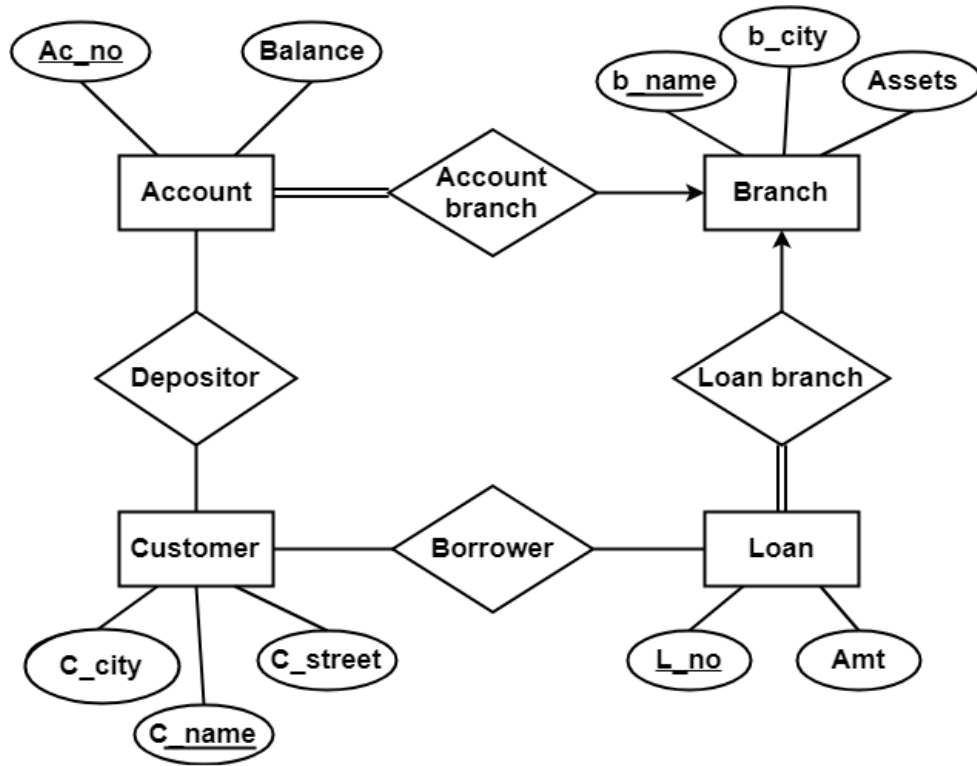 b_city
Ac_no
Balance
b_name
Assets
Account
Account
branch
Branch
Depositor
Loan branch
Customer
Borrower
Loan
C_city
C_street
L_no
Amt
C_name